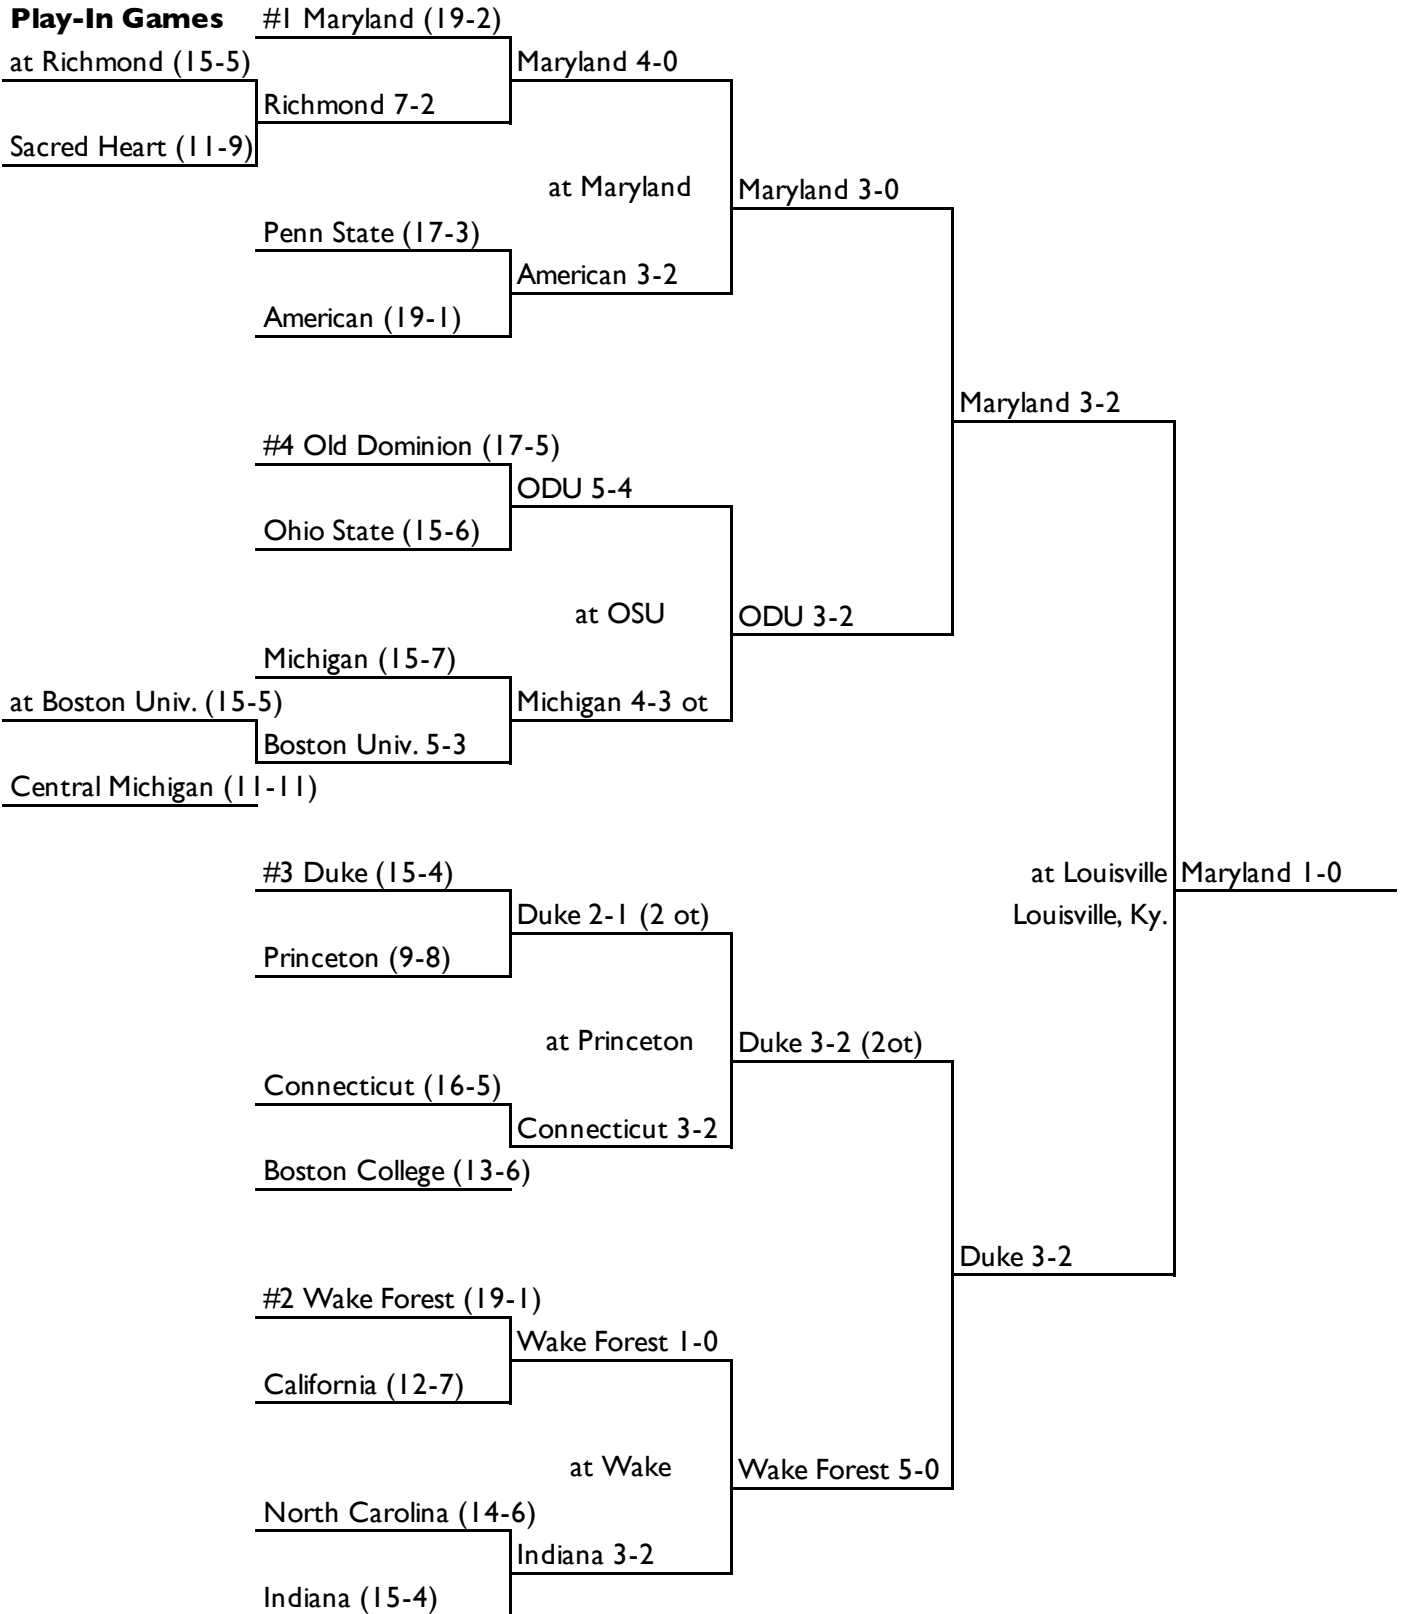 Play-In Games #1 Maryland (19-2)
at Richmond (15-5) Maryland 4-0
Richmond 7-2
Sacred Heart (11-9)
at Maryland Maryland 3-0
Penn State (17-3)
American 3-2
American (19-1)
Maryland 3-2
#4 Old Dominion (17-5)
ODU 5-4
Ohio State (15-6)
at OSU ODU 3-2
Michigan (15-7)
at Boston Univ. (15-5) Michigan 4-3 ot
Boston Univ. 5-3
Central Michigan (11-11)
#3 Duke (15-4) at Louisville Maryland 1-0
Duke 2-1 (2 ot) Louisville, Ky.
Princeton (9-8)
at Princeton Duke 3-2 (2ot)
Connecticut (16-5)
Connecticut 3-2
Boston College (13-6)
Duke 3-2
#2 Wake Forest (19-1)
Wake Forest 1-0
California (12-7)
at Wake Wake Forest 5-0
North Carolina (14-6)
Indiana 3-2
Indiana (15-4)